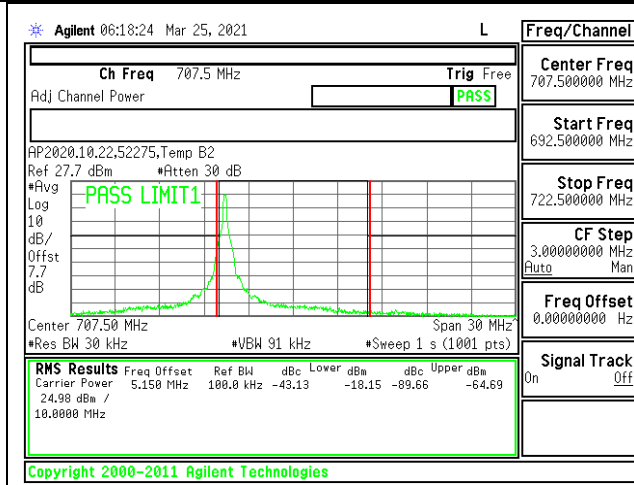 Agilent 06:18:24 Mar 25, 2021 L
Freq/Channel
Ch Freq 707.5 MHz Trig Free
Adj Channel Power PASS
AP2020.10.22,52275,Temp B2
Ref 27.7 dBm #Atten 30 dB
#Avg
Log
10
dB/
Offst
7.7
dB
PASS LIMIT1
Center 707.50 MHz Span 30 MHz^
#Res BW 30 kHz #VBW 91 kHz #Sweep 1 s (1001 pts)
RMS Results Freq Offset Ref BW dBc Lower dBm dBc Upper dBm
Carrier Power 5.150 MHz 100.0 kHz -43.13 -18.15 -89.66 -64.69
24.98 dBm /
10.0000 MHz
Copyright 2000-2011 Agilent Technologies
Center Freq
707.500000 MHz
Start Freq
692.500000 MHz
Stop Freq
722.500000 MHz
CF Step
3.00000000 MHz
Auto Man
Freq Offset
0.00000000 Hz
Signal Track
On Off